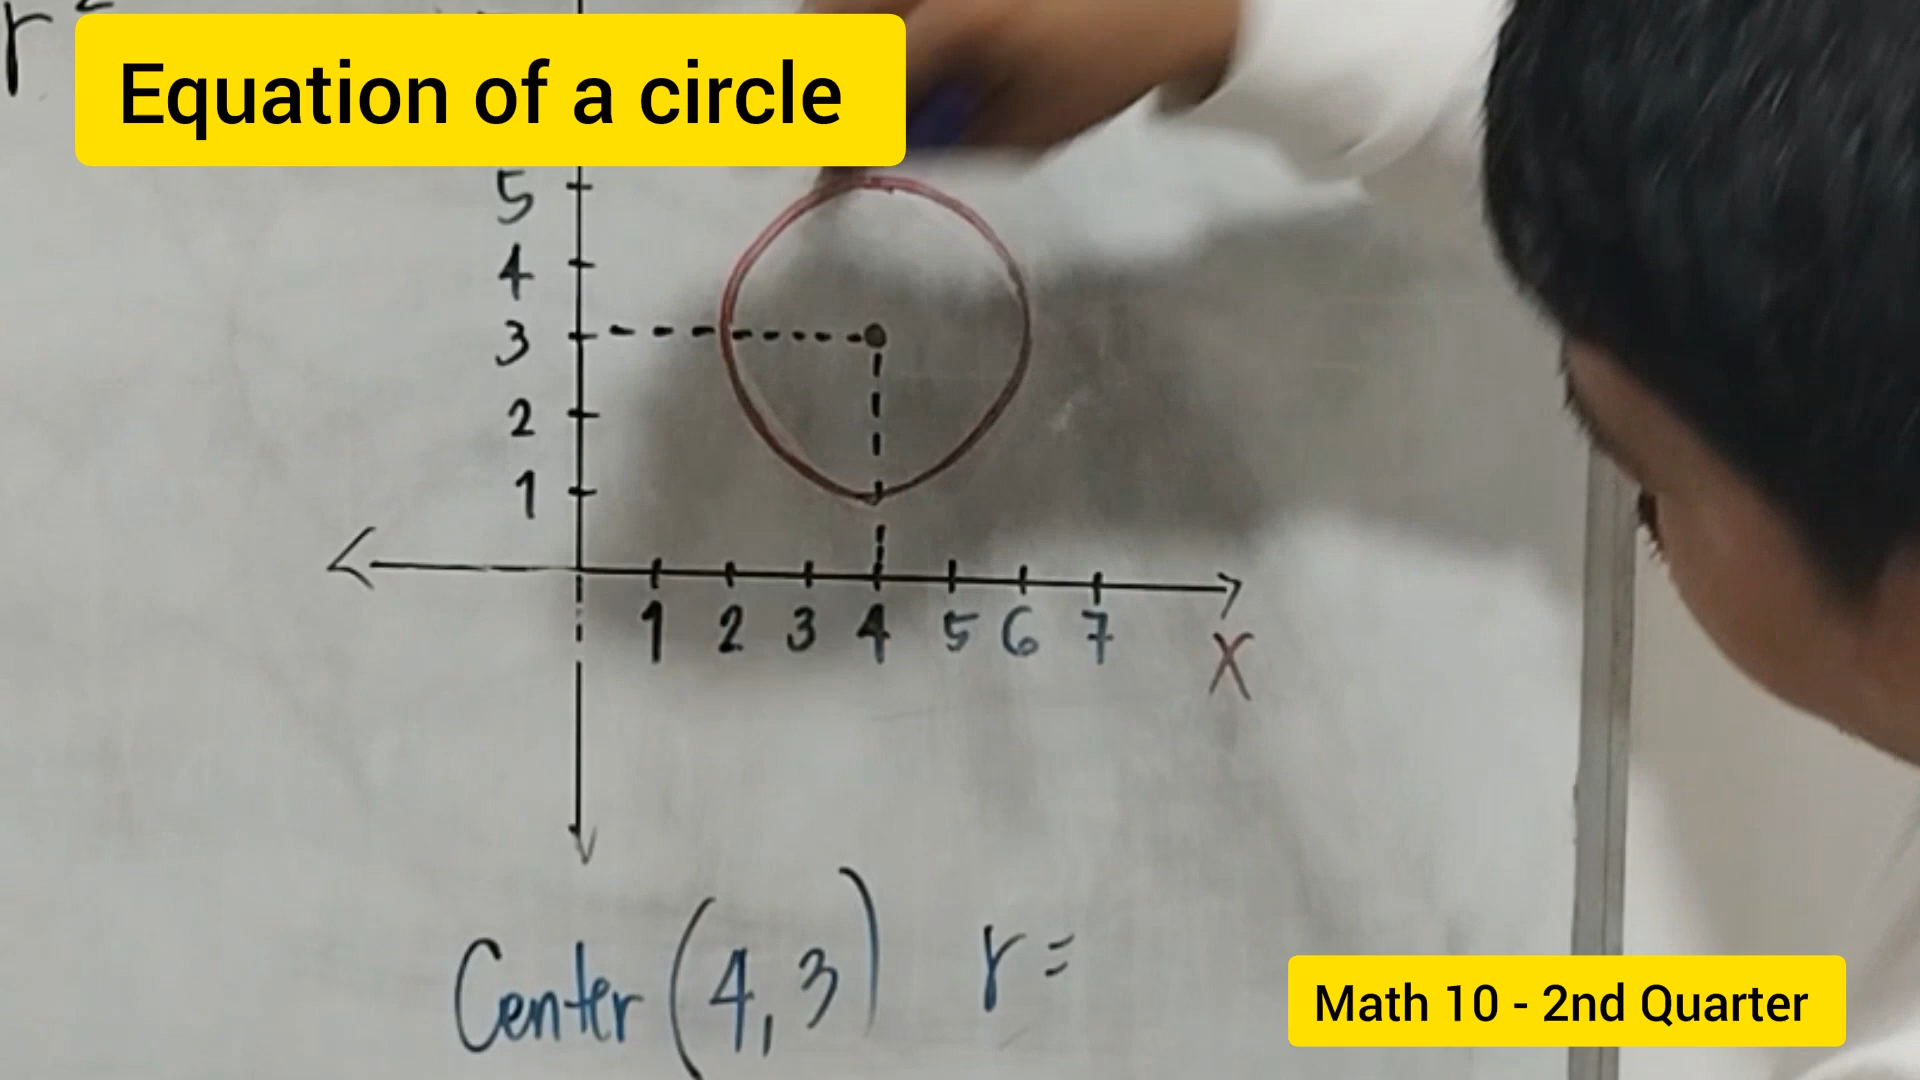 r²
Equation of a circle
5
4
3
2
1
1 2 3 4 5 6 7
X
Center (4, 3) r =
Math 10 - 2nd Quarter